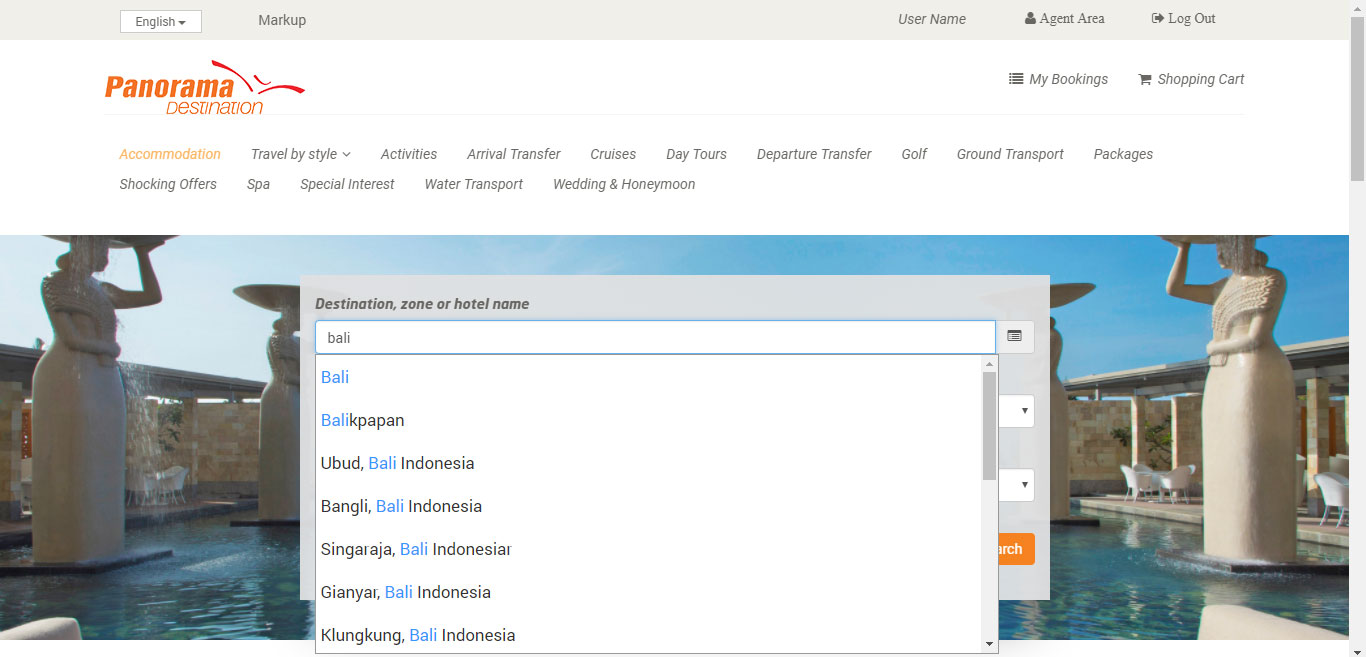 English
Markup
User Name
Agent Area
Log Out
Panorama
Destination
My Bookings
Shopping Cart
Accommodation
Travel by style
Activities
Arrival Transfer
Cruises
Day Tours
Departure Transfer
Golf
Ground Transport
Packages
Shocking Offers
Spa
Special Interest
Water Transport
Wedding & Honeymoon
Destination, zone or hotel name
bali
Bali
Balikpapan
Ubud, Bali Indonesia
Bangli, Bali Indonesia
Singaraja, Bali Indonesiar
Gianyar, Bali Indonesia
Klungkung, Bali Indonesia
arch